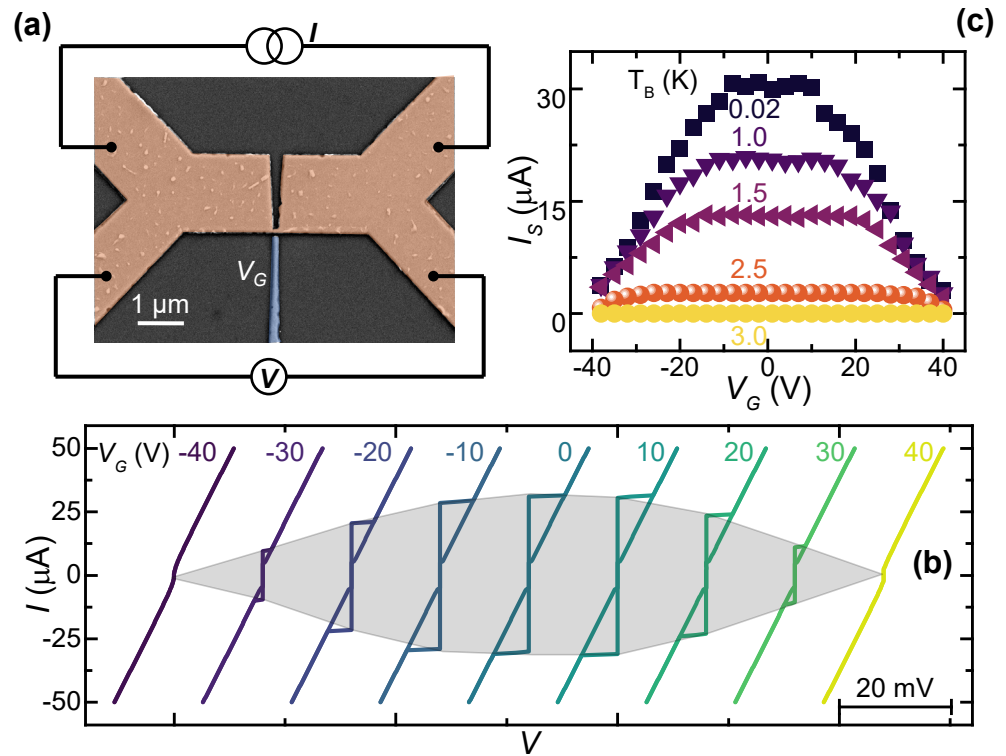 (a)
I
V_G
1 μm
V
(c)
I_S (μA)
30
15
0
T_B (K)
0.02
1.0
1.5
2.5
3.0
-40 -20 0 20 40
V_G (V)
(b)
I (μA)
50
25
0
-25
-50
V_G (V) -40 -30 -20 -10 0 10 20 30 40
20 mV
V